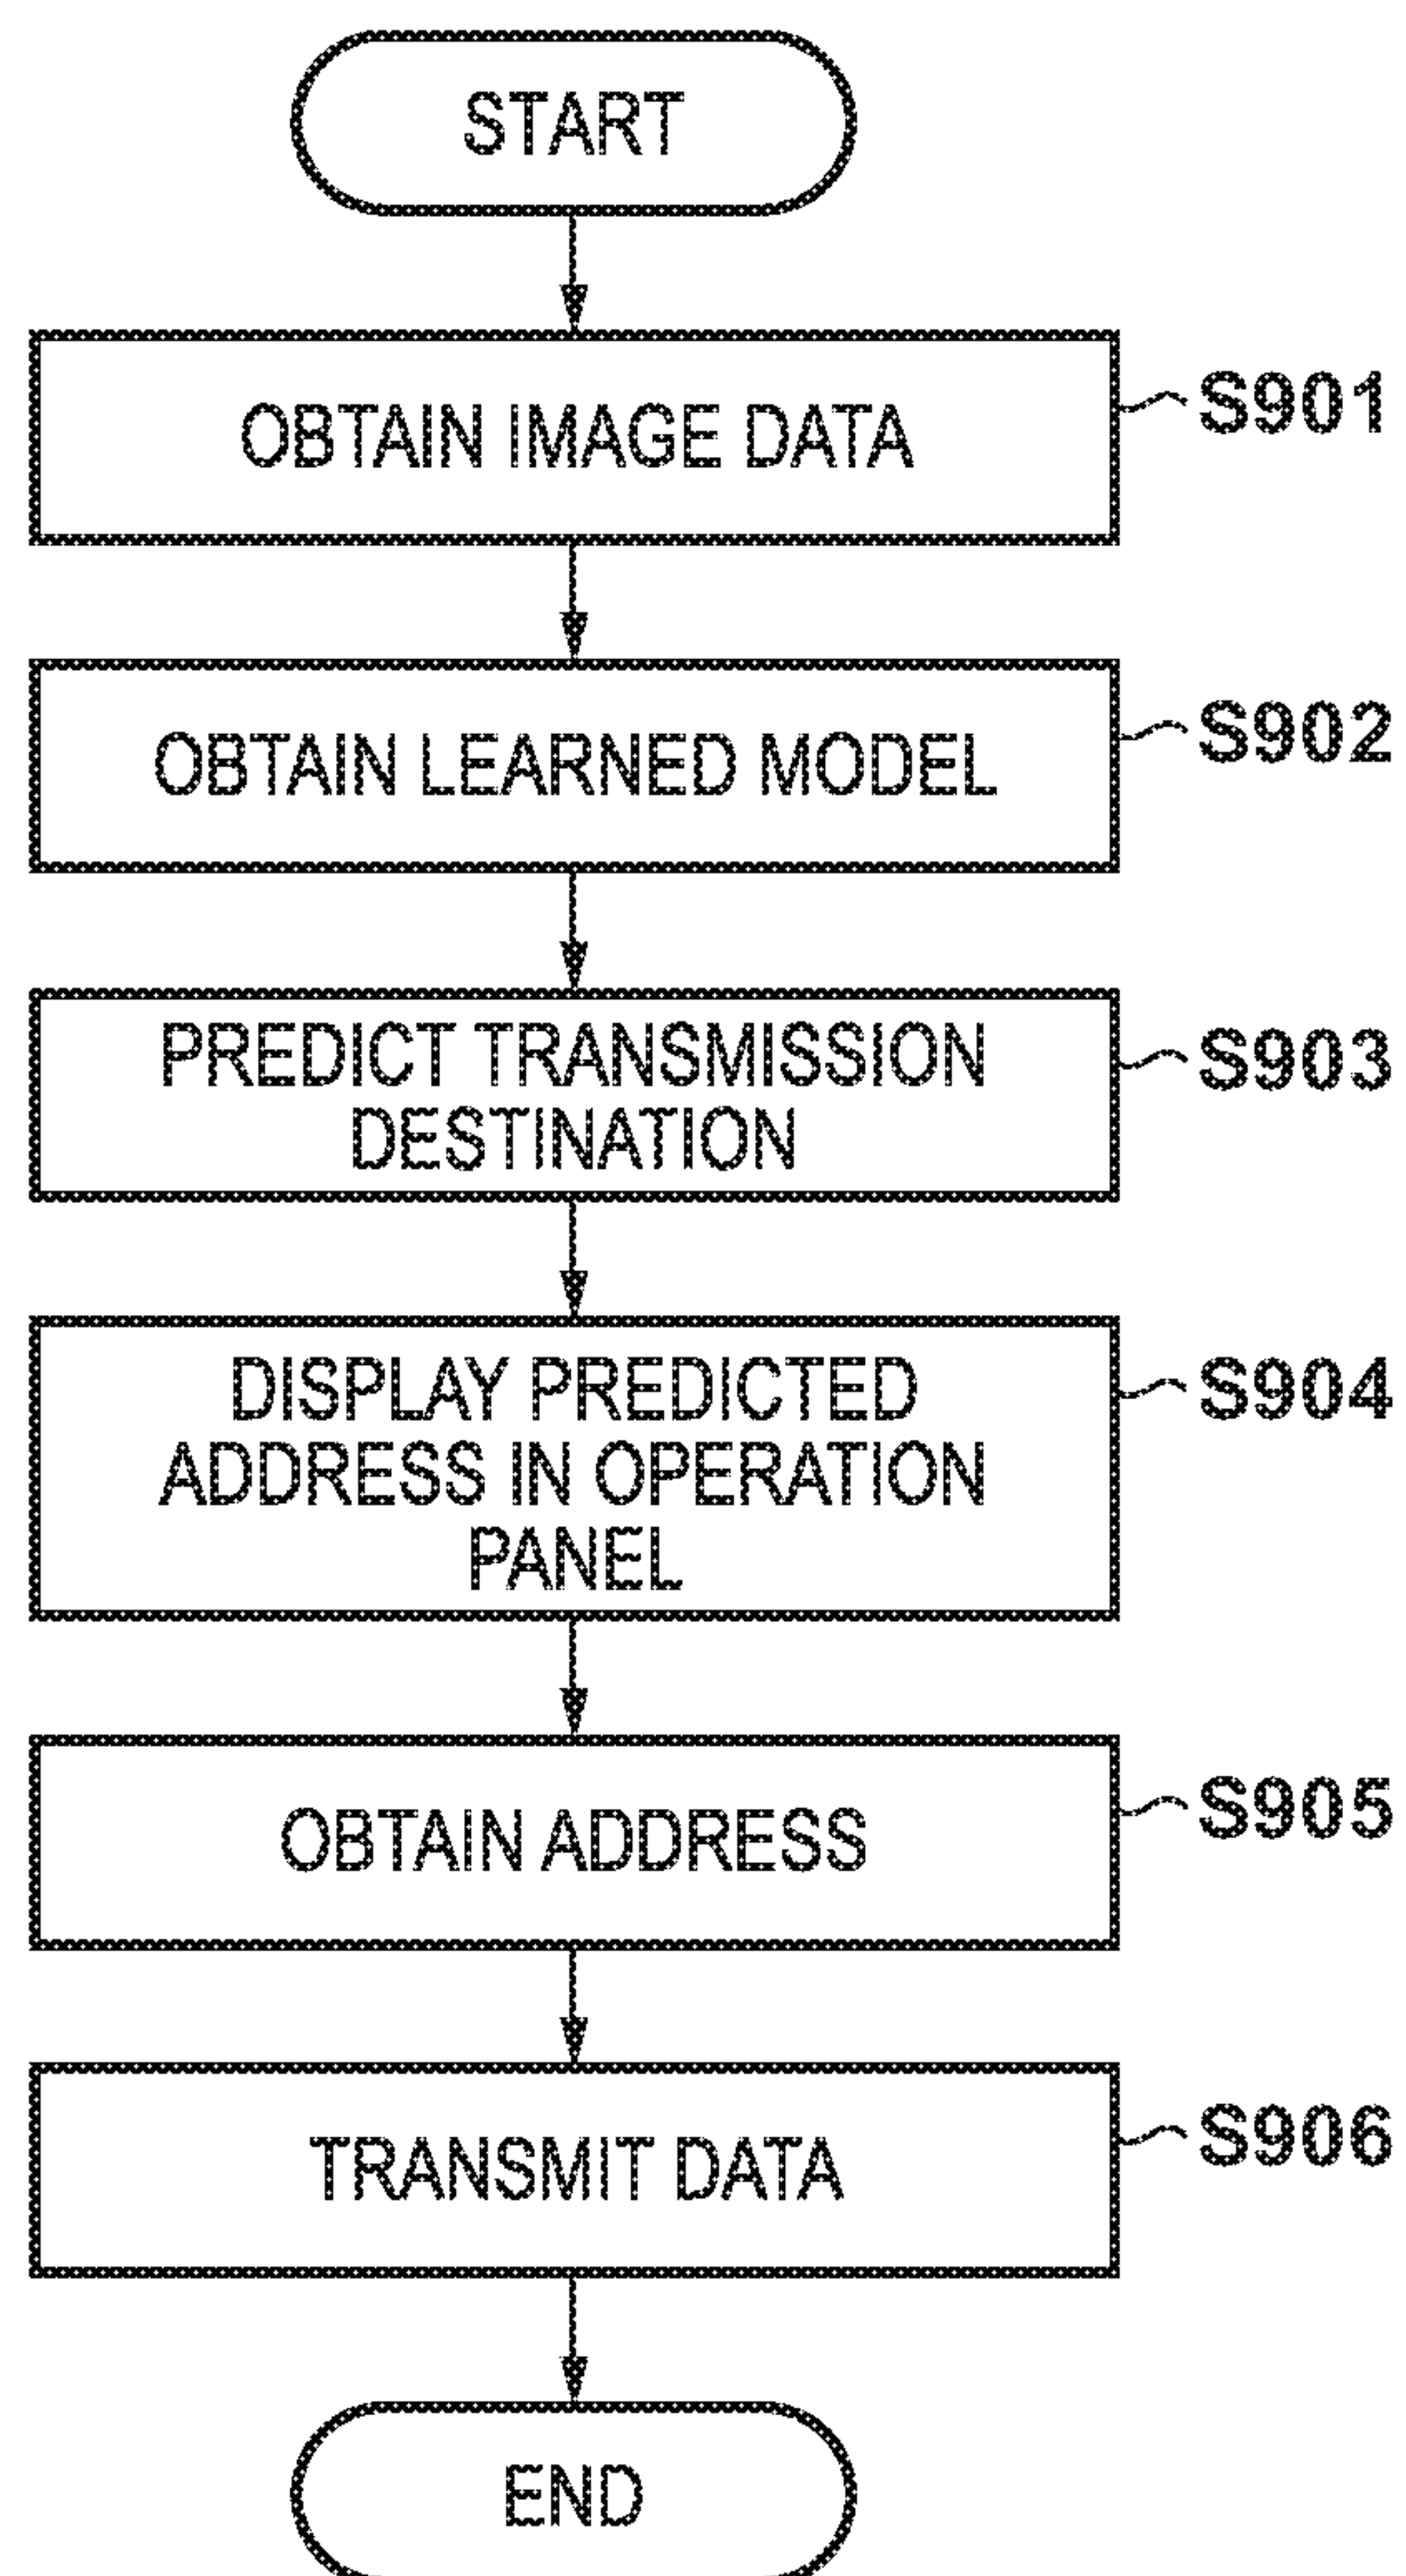 START
OBTAIN IMAGE DATA
S901
OBTAIN LEARNED MODEL
S902
PREDICT TRANSMISSION
DESTINATION
S903
DISPLAY PREDICTED
ADDRESS IN OPERATION
PANEL
S904
OBTAIN ADDRESS
S905
TRANSMIT DATA
S906
END